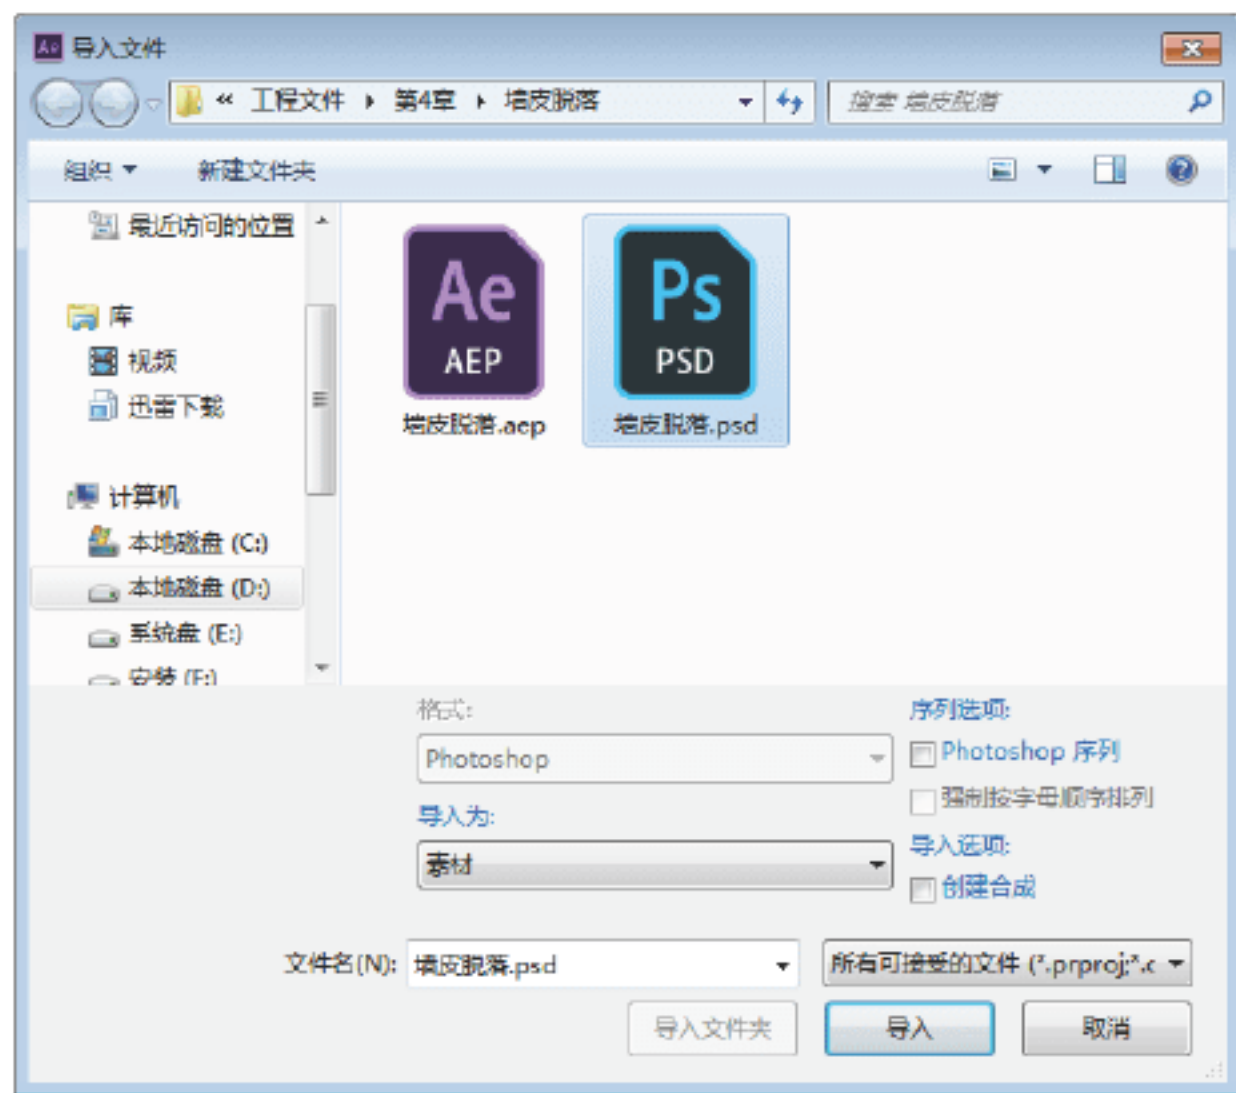 Ae 导入文件
« 工程文件 ▸ 第4章 ▸ 墙皮脱落
搜索 墙皮脱落
组织 新建文件夹
最近访问的位置
库
视频
迅雷下载
计算机
本地磁盘 (C:)
本地磁盘 (D:)
系统盘 (E:)
安装 (F:)
Ae
AEP
墙皮脱落.aep
Ps
PSD
墙皮脱落.psd
格式:
Photoshop
导入为:
素材
序列选项:
Photoshop 序列
强制按字母顺序排列
导入选项:
创建合成
文件名(N): 墙皮脱落.psd 所有可接受的文件 (*.prproj;*.c
导入文件夹 导入 取消